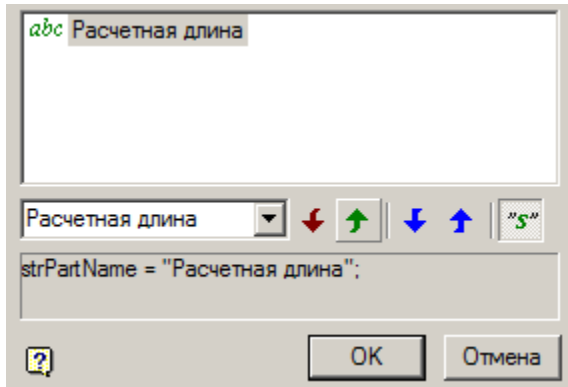 abc Расчетная длина
Расчетная длина
"S"
strPartName = "Расчетная длина";
?
OK
Отмена